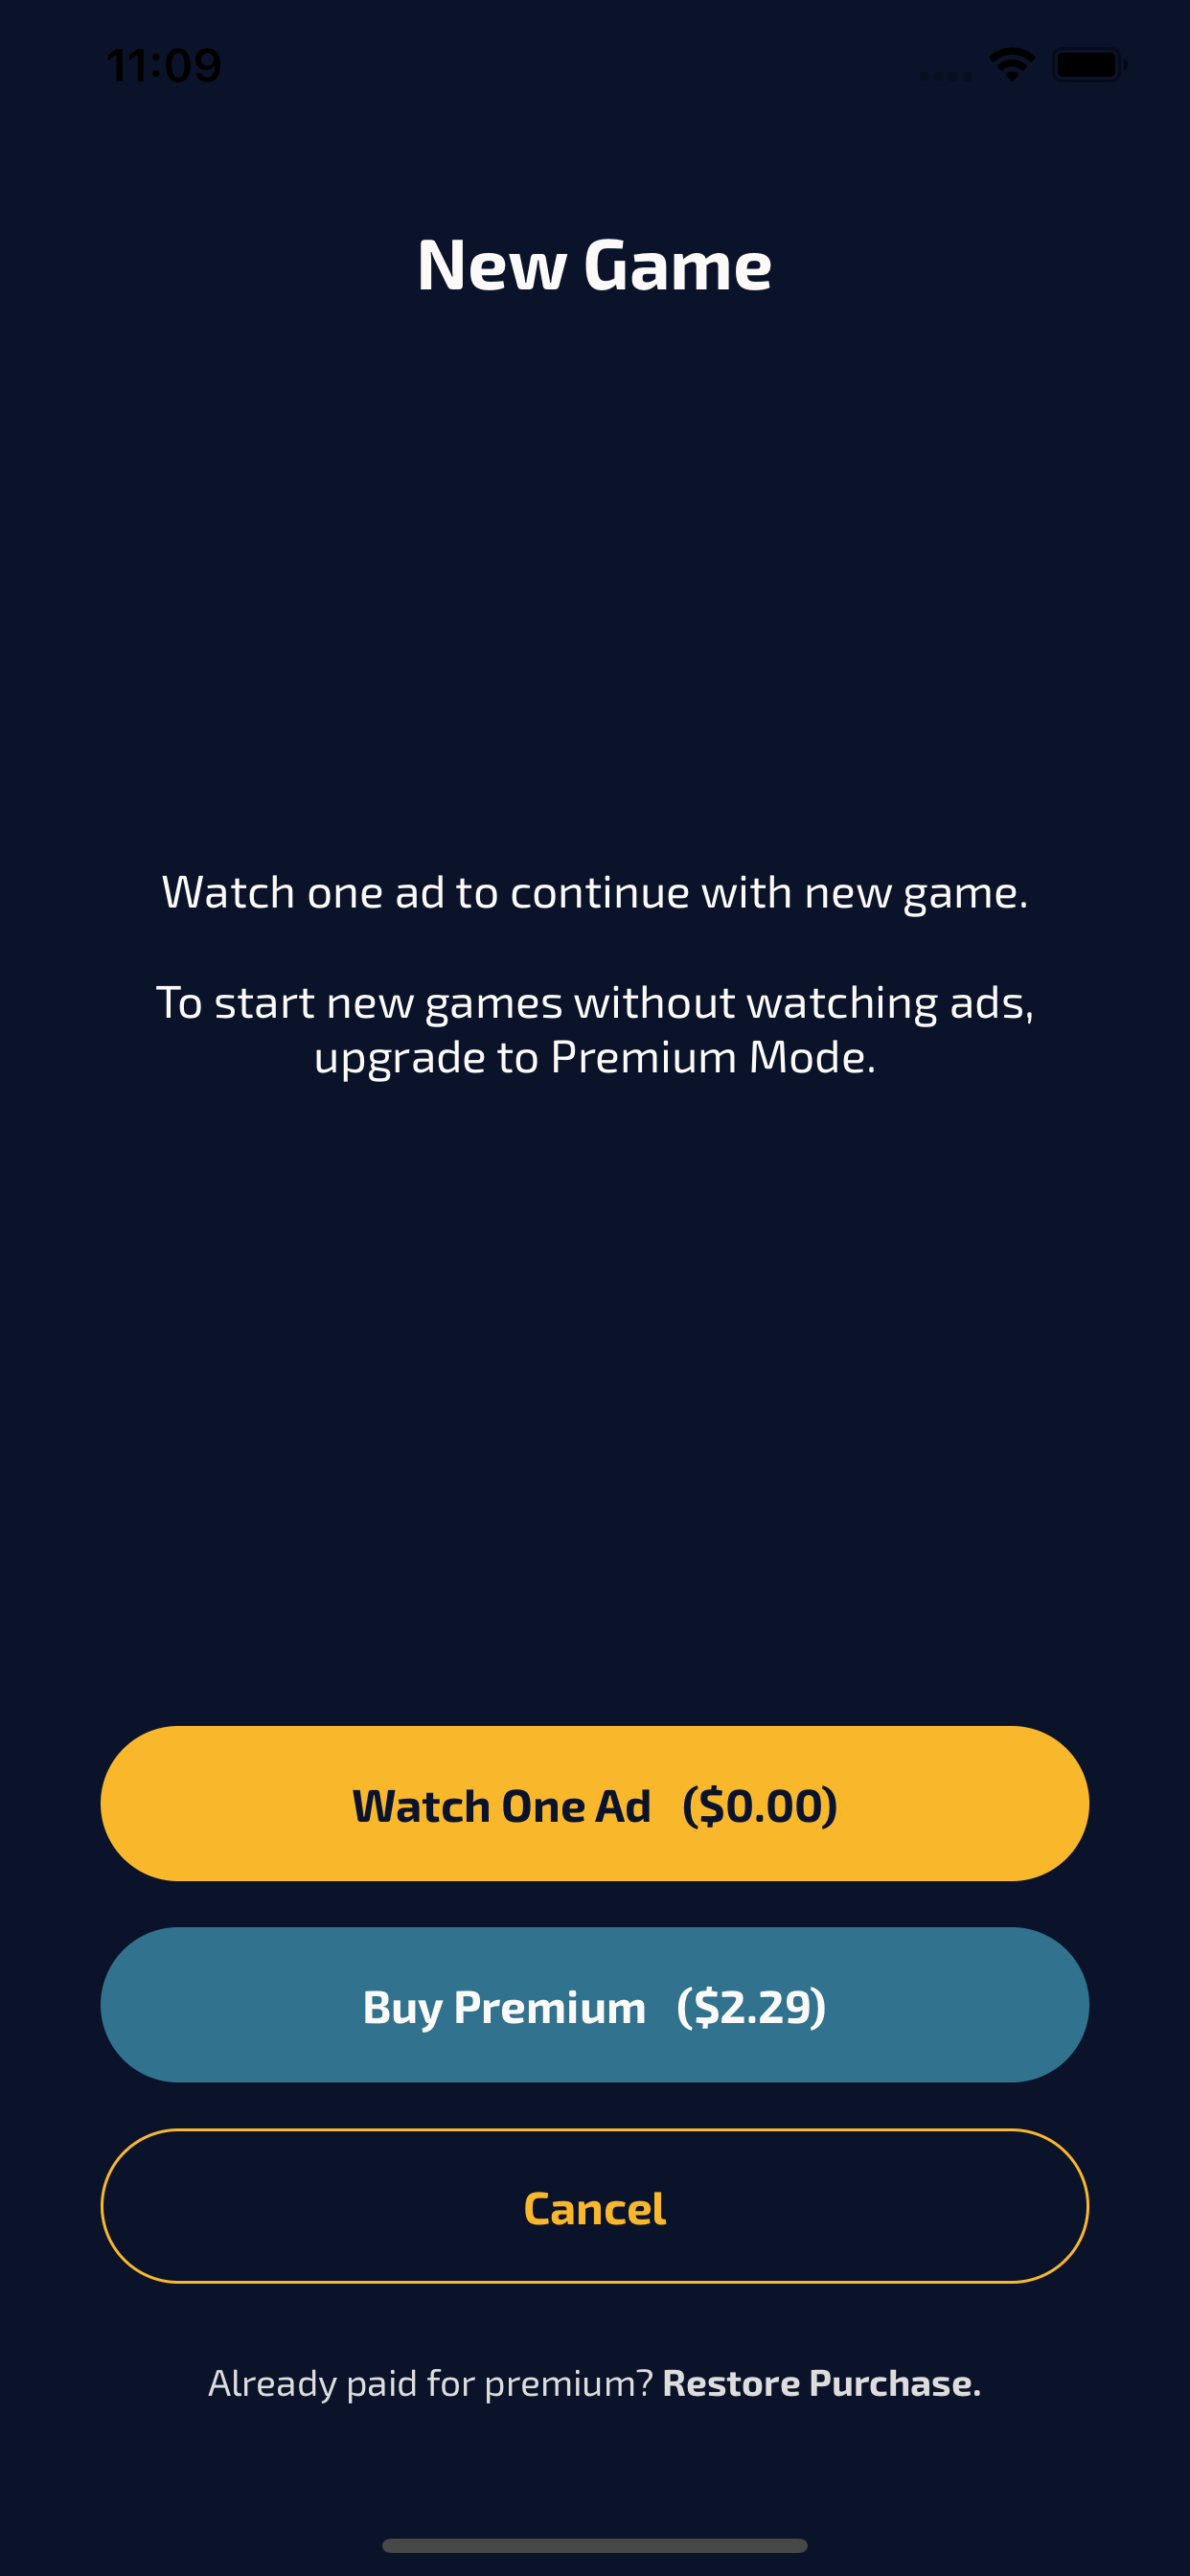 11:09
New Game
Watch one ad to continue with new game.
To start new games without watching ads,
upgrade to Premium Mode.
Watch One Ad ($0.00)
Buy Premium ($2.29)
Cancel
Already paid for premium? Restore Purchase.